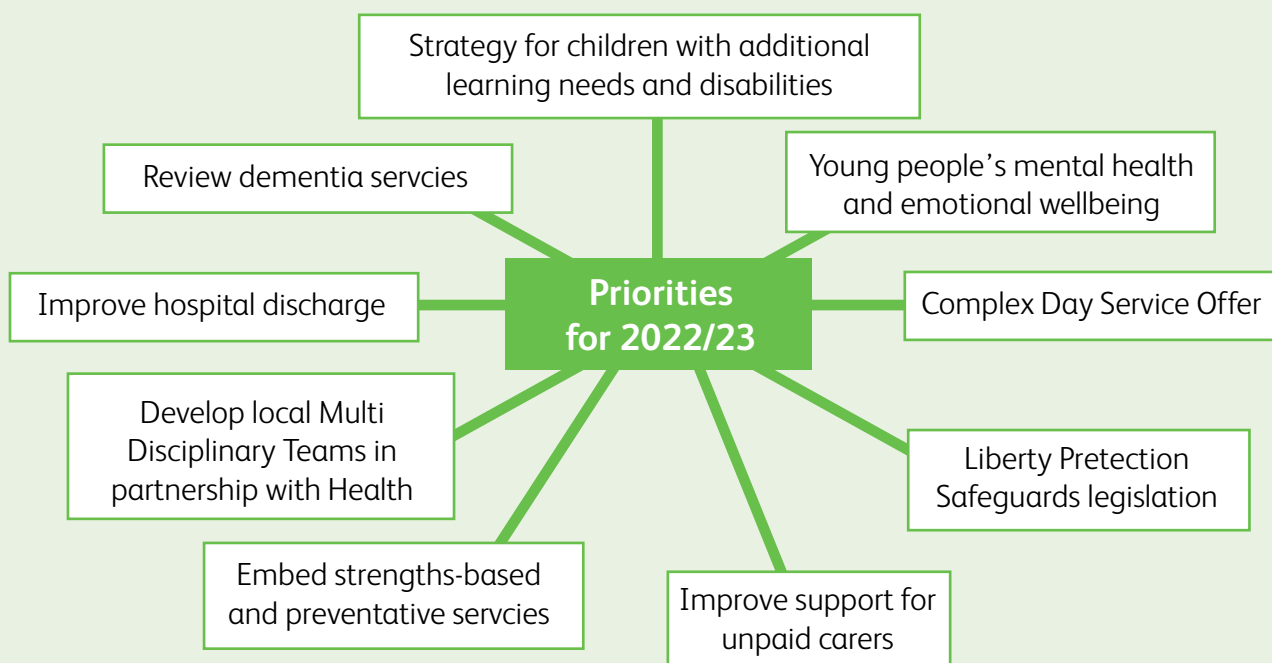 Strategy for children with additional
learning needs and disabilities
Review dementia servcies
Young people’s mental health
and emotional wellbeing
Improve hospital discharge
Priorities
for 2022/23
Complex Day Service Offer
Develop local Multi
Disciplinary Teams in
partnership with Health
Liberty Pretection
Safeguards legislation
Embed strengths-based
and preventative servcies
Improve support for
unpaid carers